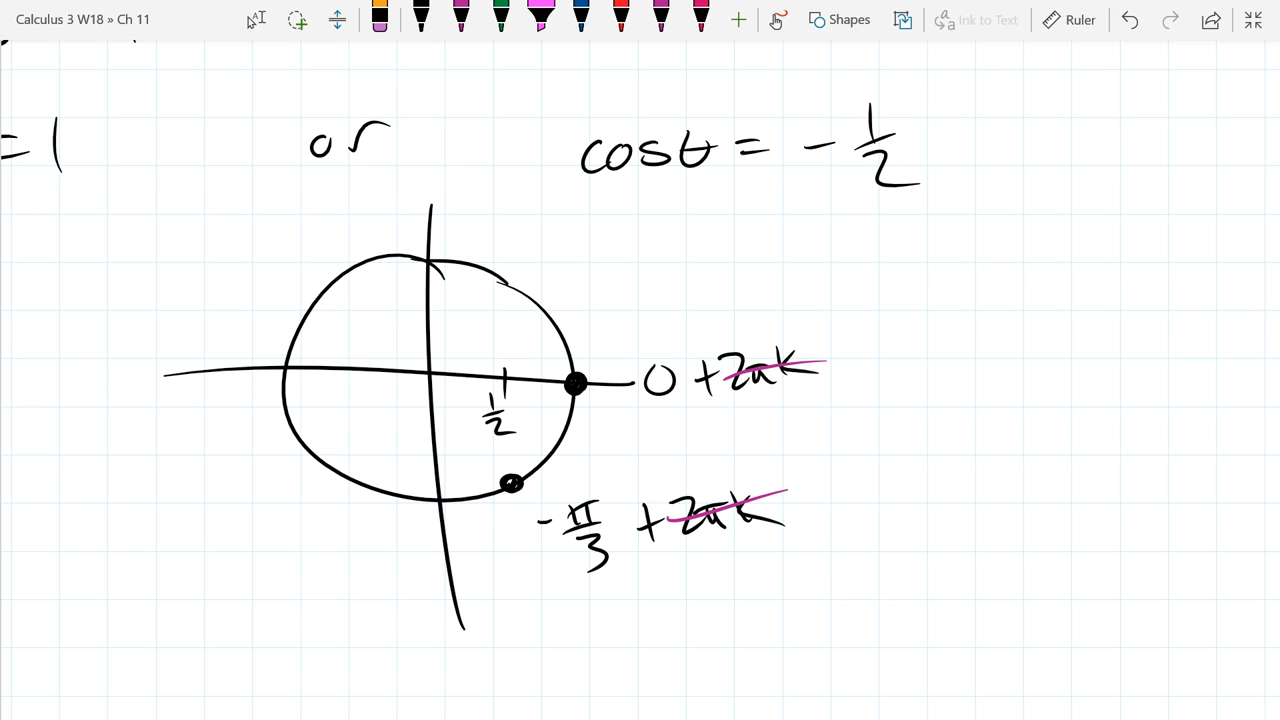 Calculus 3 W18 » Ch 11
Shapes
Ink to Text
Ruler
= 1 or cos θ = - 1/2
0 + 2πk
1/2
- π/3 + 2πk